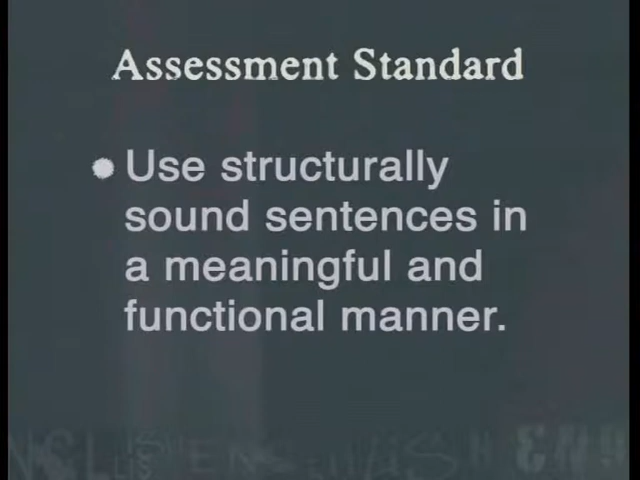 Assessment Standard
Use structurally
sound sentences in
a meaningful and
functional manner.